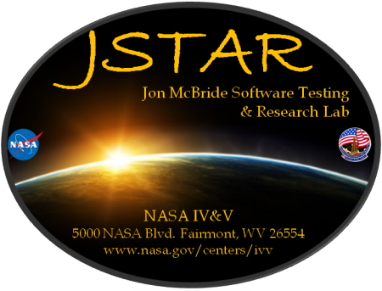 JSTAR
Jon McBride Software Testing
& Research Lab
NASA
NASA IV&V
5000 NASA Blvd. Fairmont, WV 26554
www.nasa.gov/centers/ivv